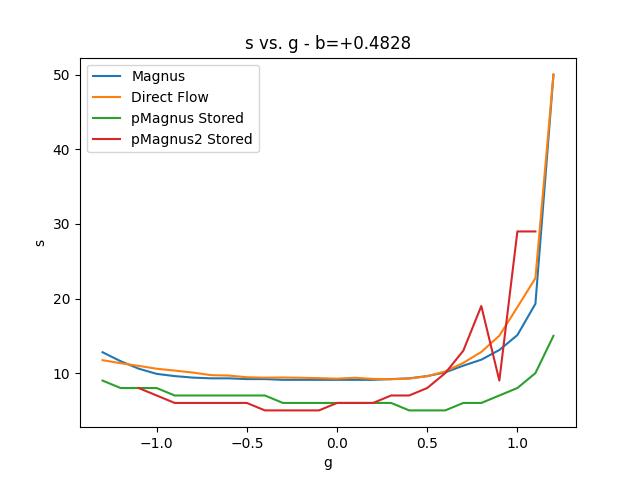 s vs. g - b=+0.4828
Magnus
Direct Flow
pMagnus Stored
pMagnus2 Stored
50
40
30
20
10
s
−1.0 −0.5 0.0 0.5 1.0
g